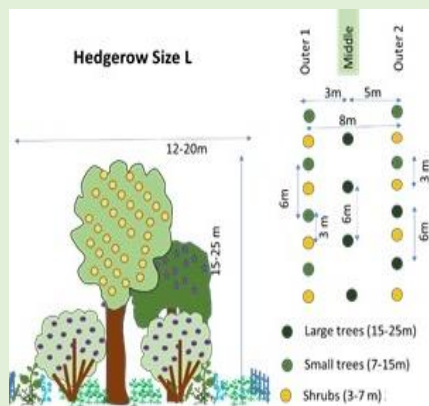 Hedgerow Size L
12-20m
15-25 m
Outer 1
Middle
Outer 2
3m
5m
8m
6m
3 m
6m
3 m
6m
Large trees (15-25m)
Small trees (7-15m)
Shrubs (3-7 m)